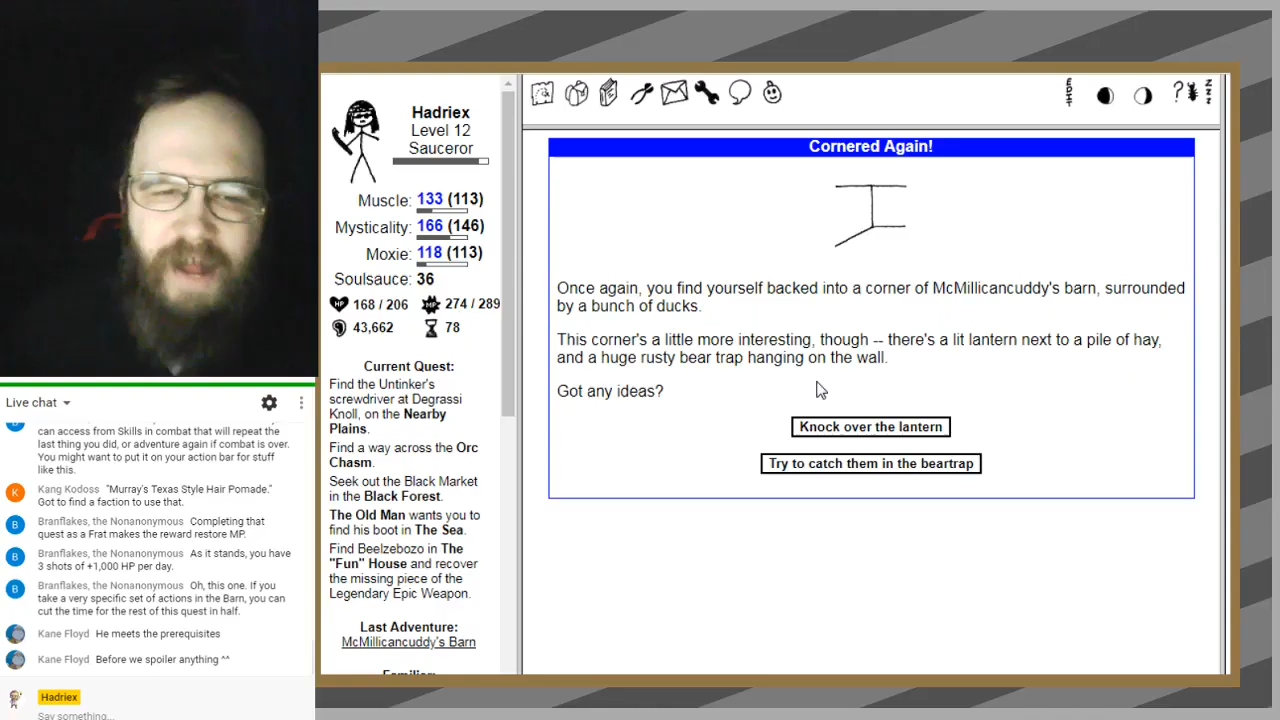 Hadriex
Level 12
Sauceror
Muscle: 133 (113)
Mysticality: 166 (146)
Moxie: 118 (113)
Soulsauce: 36
HP 168 / 206 MP 274 / 289
43,662 78
Current Quest:
Find the Untinker's
screwdriver at Degrassi
Knoll, on the Nearby
Plains.
Find a way across the Orc
Chasm.
Seek out the Black Market
in the Black Forest.
The Old Man wants you to
find his boot in The Sea.
Find Beelzebozo in The
"Fun" House and recover
the missing piece of the
Legendary Epic Weapon.
Last Adventure:
McMillicancuddy's Barn
EDIT
? Z Z Z
Cornered Again!
Once again, you find yourself backed into a corner of McMillicancuddy's barn, surrounded
by a bunch of ducks.
This corner's a little more interesting, though -- there's a lit lantern next to a pile of hay,
and a huge rusty bear trap hanging on the wall.
Got any ideas?
Knock over the lantern
Try to catch them in the beartrap
Live chat
can access from Skills in combat that will repeat the
last thing you did, or adventure again if combat is over.
You might want to put it on your action bar for stuff
like this.
K Kang Kodoss "Murray's Texas Style Hair Pomade."
Got to find a faction to use that.
B Branflakes, the Nonanonymous Completing that
quest as a Frat makes the reward restore MP.
B Branflakes, the Nonanonymous As it stands, you have
3 shots of +1,000 HP per day.
B Branflakes, the Nonanonymous Oh, this one. If you
take a very specific set of actions in the Barn, you can
cut the time for the rest of this quest in half.
Kane Floyd He meets the prerequisites
Kane Floyd Before we spoiler anything ^^
Hadriex
Say something...